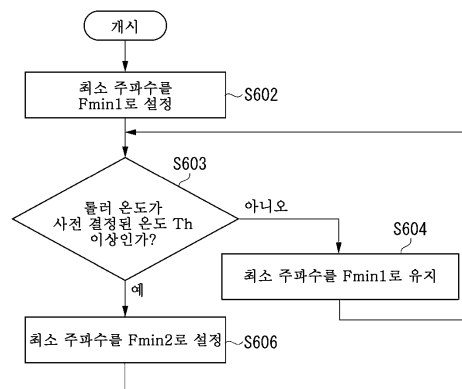 개시
최소 주파수를
Fmin1로 설정
S602
S603
롤러 온도가
사전 결정된 온도 Th
이상인가?
아니오
S604
최소 주파수를 Fmin1로 유지
예
최소 주파수를 Fmin2로 설정
S606